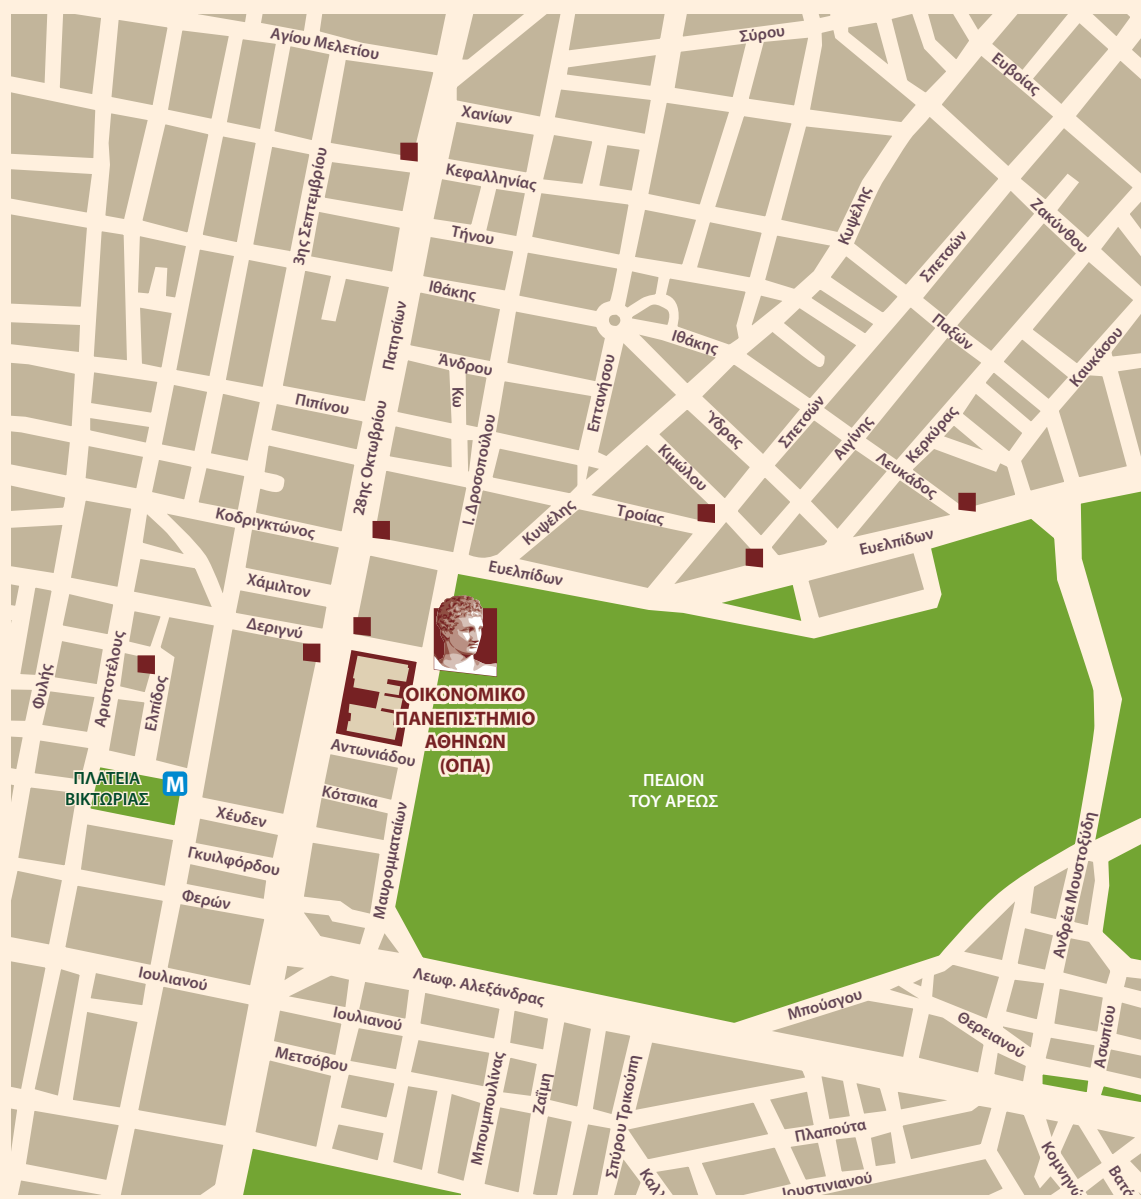 Αγίου Μελετίου
Σύρου
Ευβοίας
Χανίων
Κεφαλληνίας
3ης Σεπτεμβρίου
Κυψέλης
Ζακύνθου
Τήνου
Σπετσών
Ιθάκης
Πατησίων
Ιθάκης
Παξών
Καυκάσου
Άνδρου
Κω
Επτανήσου
Πιπίνου
Ύδρας
Σπετσών
Αιγίνης
Κερκύρας
28ης Οκτωβρίου
Ι. Δροσοπούλου
Κιμώλου
Λευκάδος
Κοδριγκτώνος
Κυψέλης
Τροίας
Ευελπίδων
Ευελπίδων
Χάμιλτον
Δεριγνύ
Φυλής
Αριστοτέλους
Ελπίδος
ΟΙΚΟΝΟΜΙΚΟ
ΠΑΝΕΠΙΣΤΗΜΙΟ
ΑΘΗΝΩΝ
(ΟΠΑ)
Αντωνιάδου
ΠΛΑΤΕΙΑ
ΒΙΚΤΩΡΙΑΣ
M
ΠΕΔΙΟΝ
ΤΟΥ ΑΡΕΩΣ
Κότσικα
Χέυδεν
Μαυρομματαίων
Γκυιλφόρδου
Φερών
Ανδρέα Μουστοξύδη
Ιουλιανού
Λεωφ. Αλεξάνδρας
Μπούσγου
Ιουλιανού
Θερειανού
Ασωπίου
Μετσόβου
Μπουμπουλίνας
Ζαΐμη
Σπύρου Τρικούπη
Πλαπούτα
Καλλ
Ιουστινιανού
Κομνηνώ
Βατά